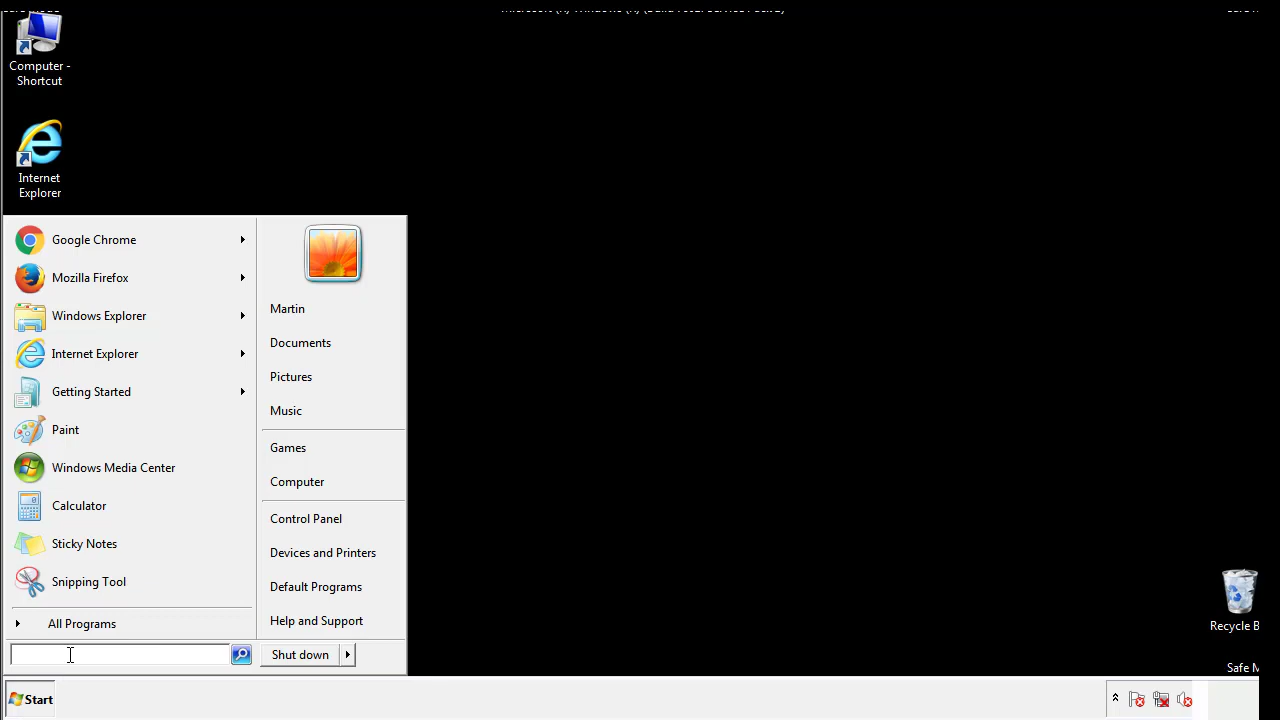 Computer -
Shortcut
Internet
Explorer
Google Chrome
Mozilla Firefox
Windows Explorer
Internet Explorer
Getting Started
Paint
Windows Media Center
Calculator
Sticky Notes
Snipping Tool
All Programs
Martin
Documents
Pictures
Music
Games
Computer
Control Panel
Devices and Printers
Default Programs
Help and Support
Shut down
Recycle B
Safe M
Start